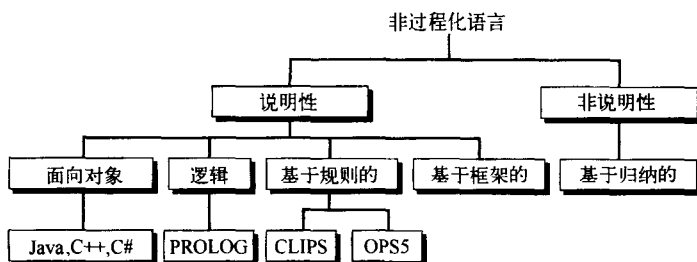 非过程化语言
说明性
非说明性
面向对象
逻辑
基于规则的
基于框架的
基于归纳的
Java,C++,C#
PROLOG
CLIPS
OPS5